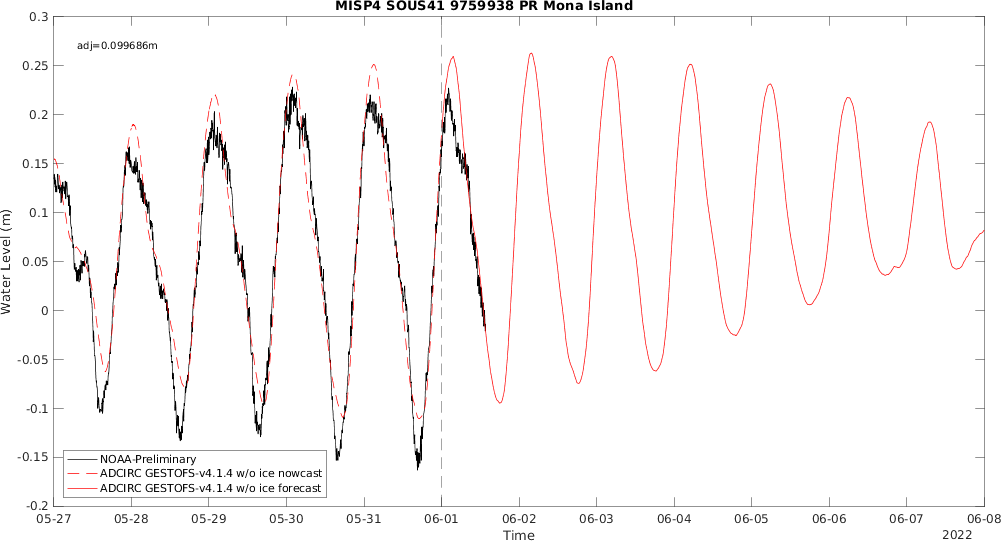 MISP4 SOUS41 9759938 PR Mona Island
adj=0.099686m
0.3
0.25
0.2
0.15
0.1
0.05
0
-0.05
-0.1
-0.15
-0.2
Water Level (m)
NOAA-Preliminary
ADCIRC GESTOFS-v4.1.4 w/o ice nowcast
ADCIRC GESTOFS-v4.1.4 w/o ice forecast
05-27 05-28 05-29 05-30 05-31 06-01 06-02 06-03 06-04 06-05 06-06 06-07 06-08
Time
2022